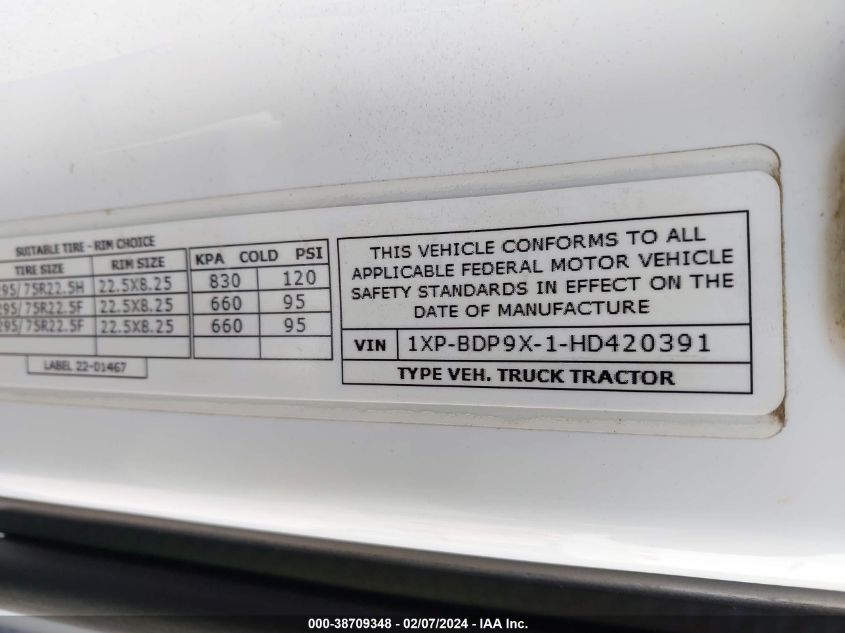 SUITABLE TIRE - RIM CHOICE
TIRE SIZE RIM SIZE KPA COLD PSI
295/75R22.5H 22.5X8.25 830 120
295/75R22.5F 22.5X8.25 660 95
295/75R22.5F 22.5X8.25 660 95
LABEL 22-01467
THIS VEHICLE CONFORMS TO ALL
APPLICABLE FEDERAL MOTOR VEHICLE
SAFETY STANDARDS IN EFFECT ON THE
DATE OF MANUFACTURE
VIN 1XP-BDP9X-1-HD420391
TYPE VEH. TRUCK TRACTOR
000-38709348 - 02/07/2024 - IAA Inc.